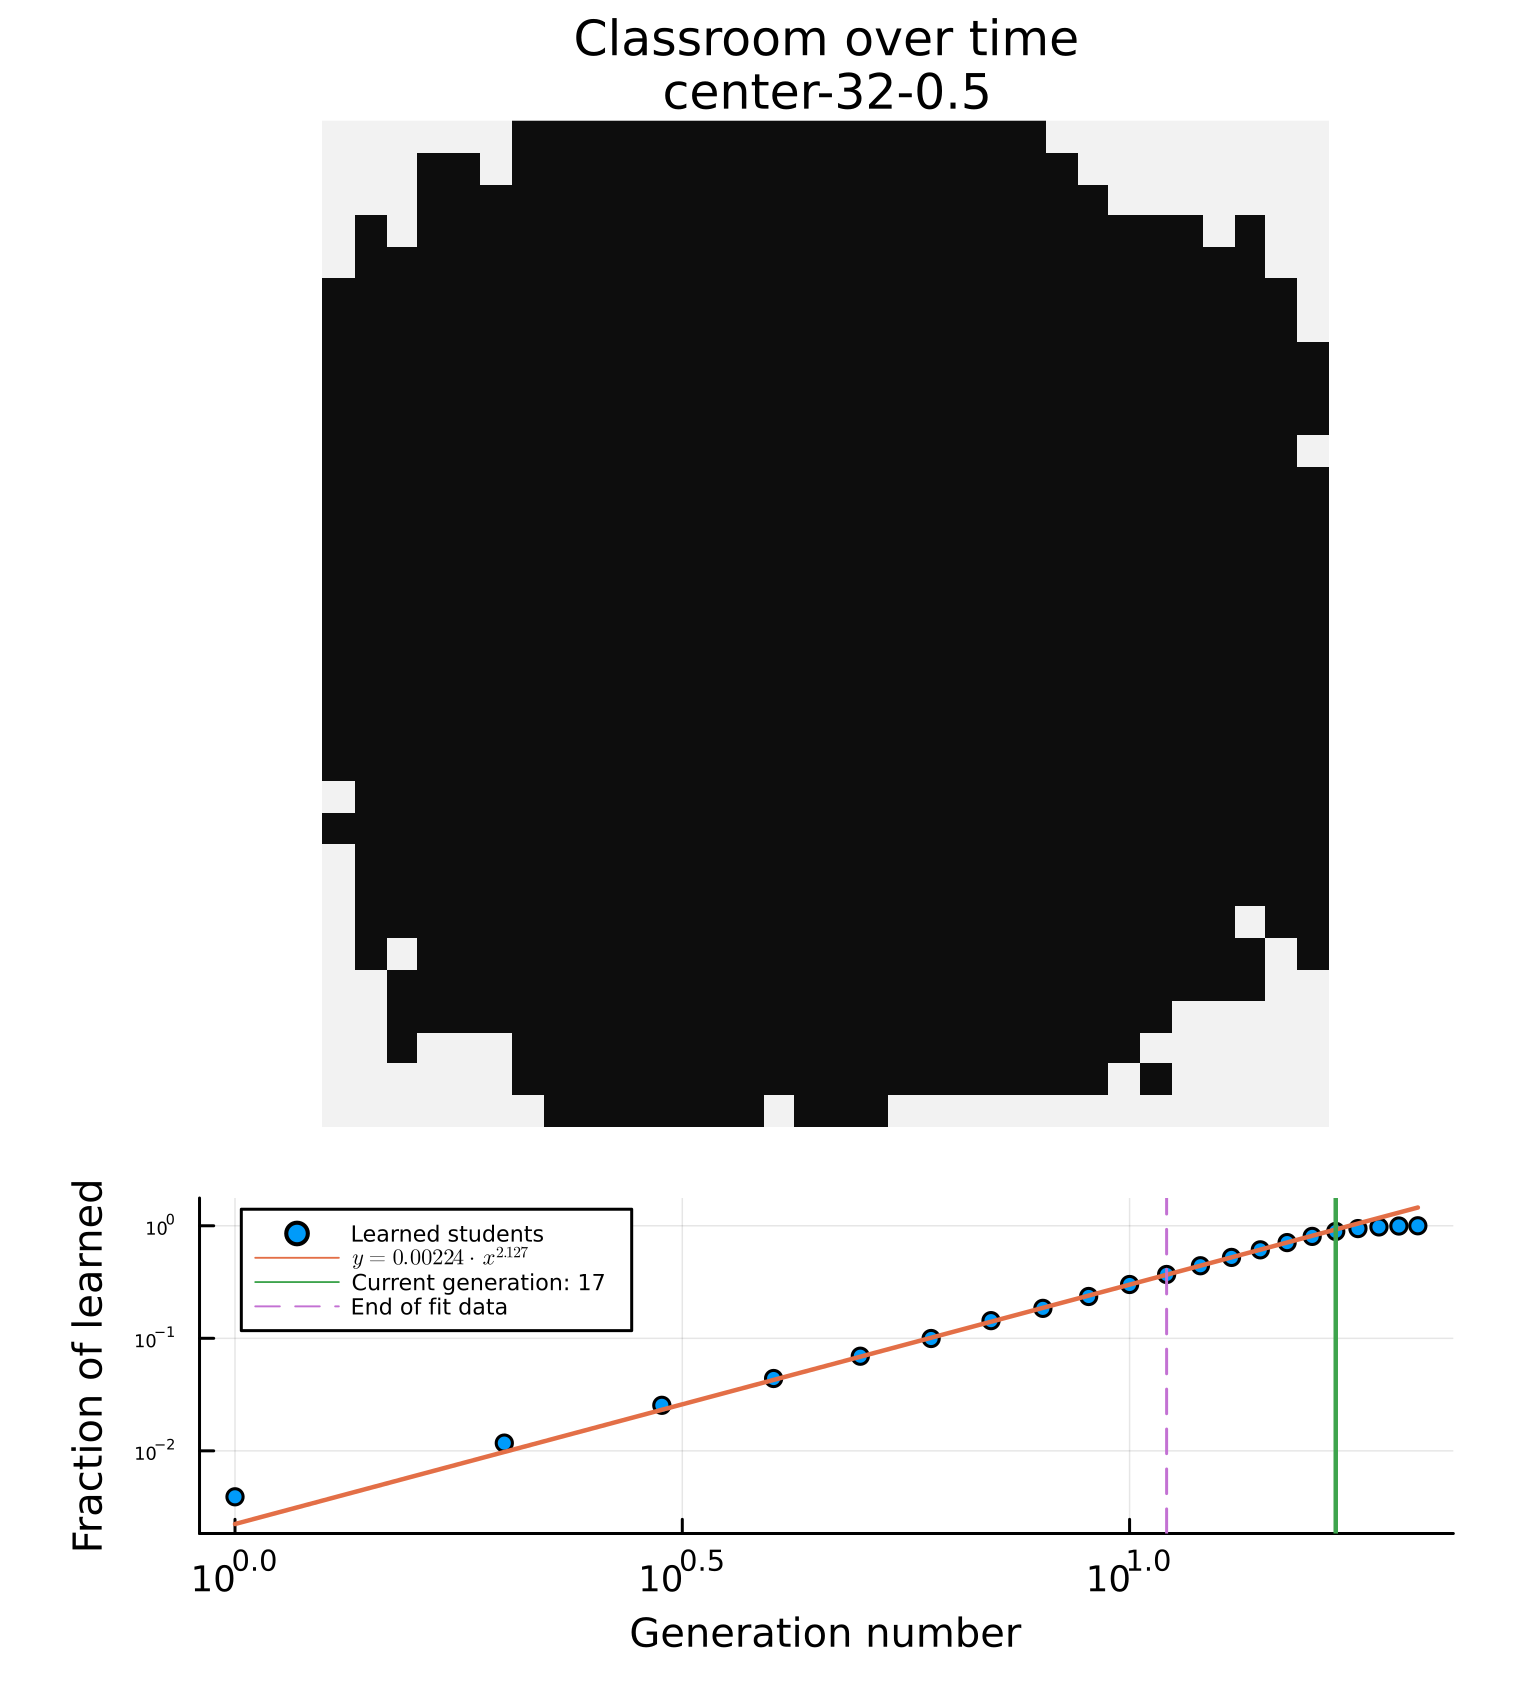 Classroom over time
center-32-0.5
Fraction of learned
10^0
10^-1
10^-2
Learned students
y = 0.00224 · x^2.127
Current generation: 17
End of fit data
10^0.0 10^0.5 10^1.0
Generation number